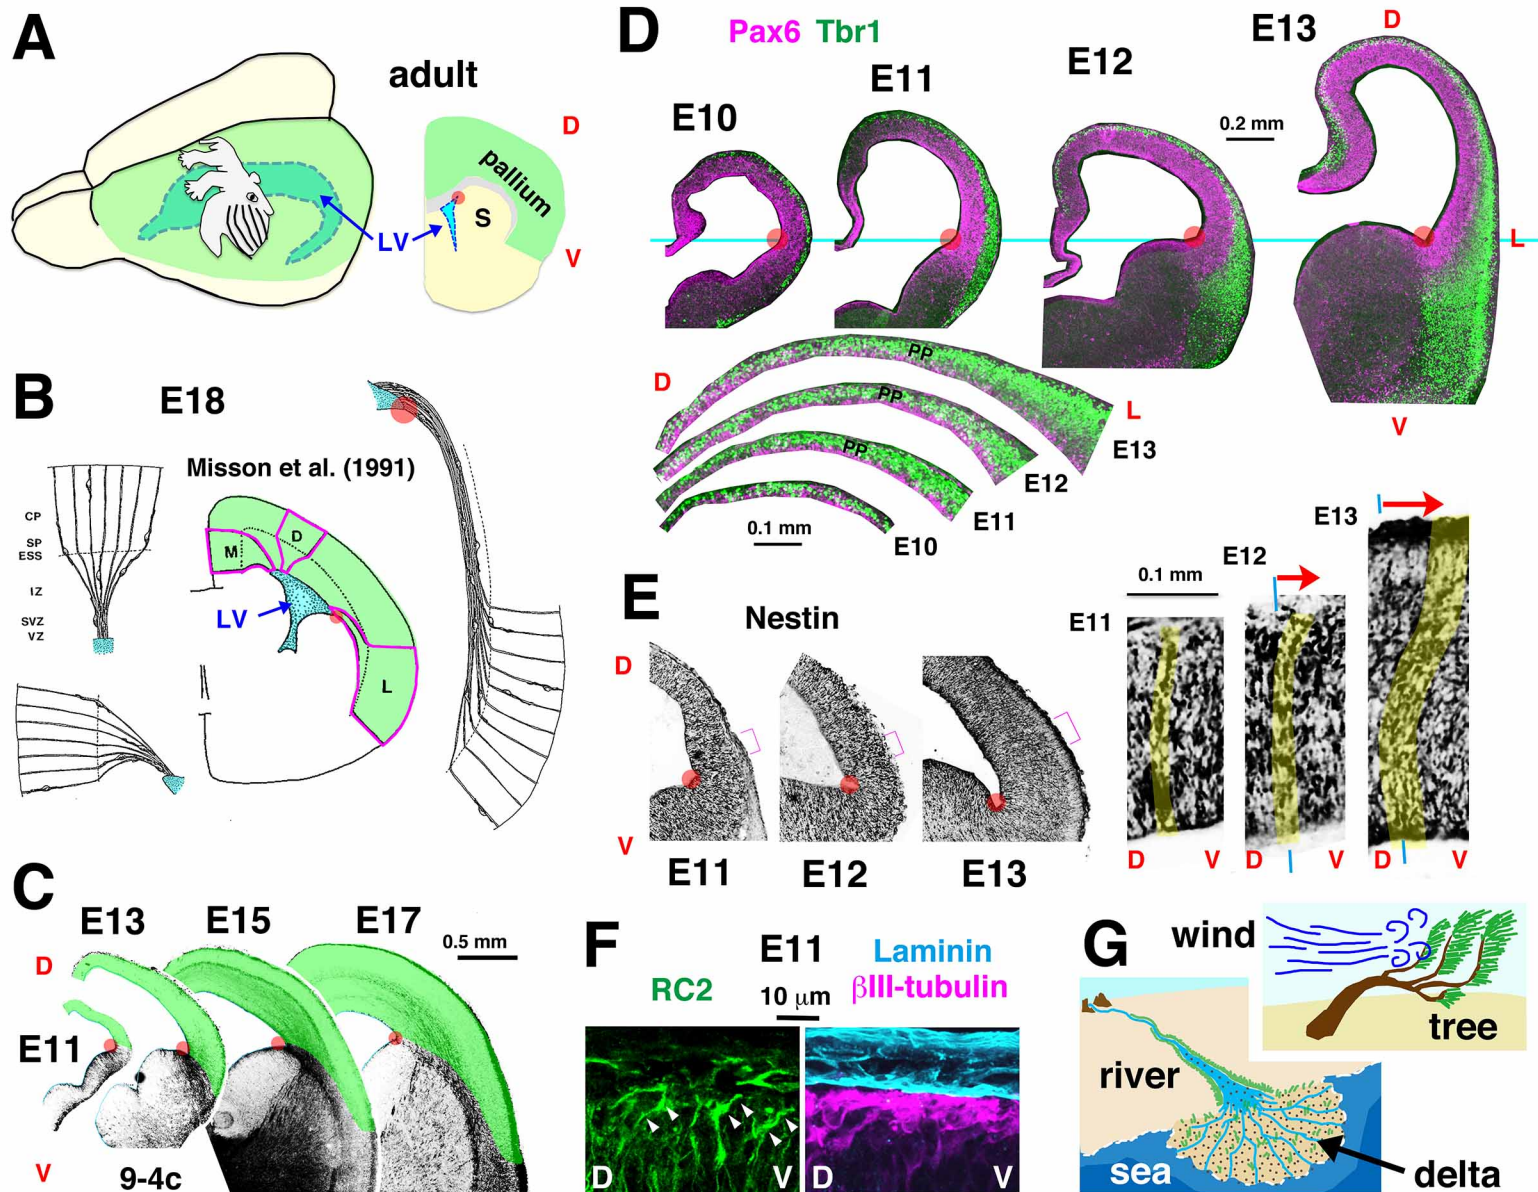 A
adult
D
pallium
LV
S
V
B
E18
Misson et al. (1991)
CP
SP
ESS
IZ
SVZ
VZ
M
D
LV
L
C
E13
E15
E17
0.5 mm
D
E11
V
9-4c
D
Pax6 Tbr1
E10
E11
E12
E13
D
0.2 mm
L
V
D
PP
PP
PP
L
E13
E12
E11
E10
0.1 mm
E
Nestin
D
V
E11
E12
E13
E13
E12
0.1 mm
E11
D V
D V
D V
F
E11
RC2
10 μm
Laminin
βIII-tubulin
D V
D V
G
wind
tree
river
sea
delta